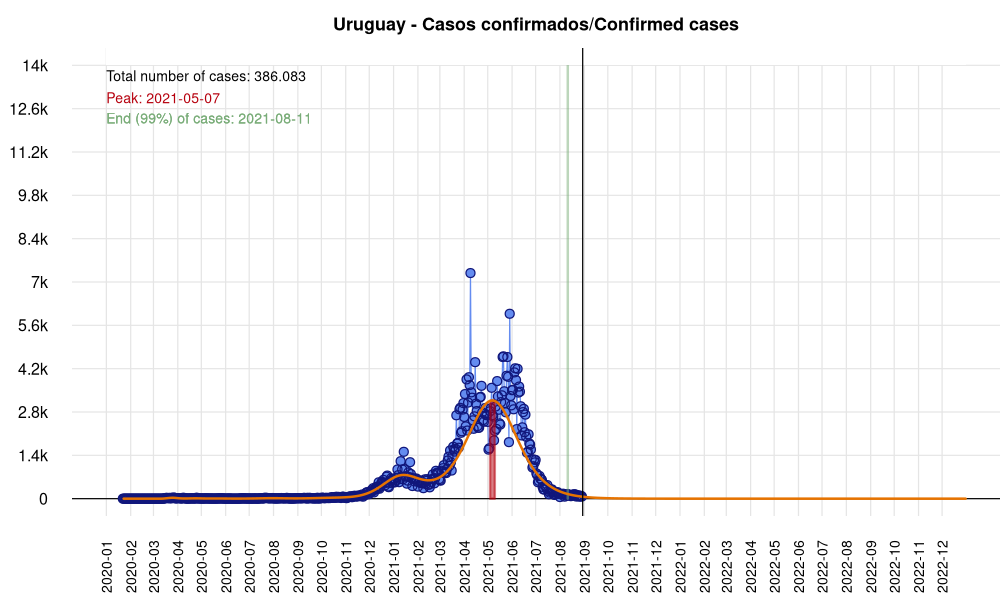 Uruguay - Casos confirmados/Confirmed cases
Total number of cases: 386.083
Peak: 2021-05-07
End (99%) of cases: 2021-08-11
14k
12.6k
11.2k
9.8k
8.4k
7k
5.6k
4.2k
2.8k
1.4k
0
2020-01
2020-02
2020-03
2020-04
2020-05
2020-06
2020-07
2020-08
2020-09
2020-10
2020-11
2020-12
2021-01
2021-02
2021-03
2021-04
2021-05
2021-06
2021-07
2021-08
2021-09
2021-10
2021-11
2021-12
2022-01
2022-02
2022-03
2022-04
2022-05
2022-06
2022-07
2022-08
2022-09
2022-10
2022-11
2022-12